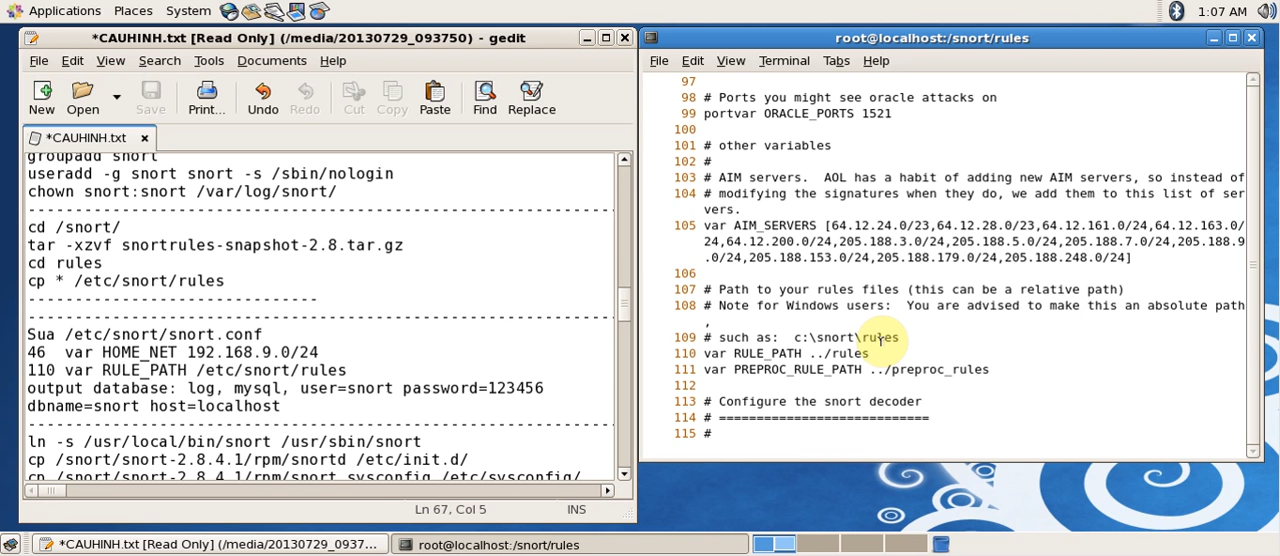 Applications Places System 1:07 AM
*CAUHINH.txt [Read Only] (/media/20130729_093750) - gedit
File Edit View Search Tools Documents Help
New Open Save Print... Undo Redo Cut Copy Paste Find Replace
*CAUHINH.txt
groupadd snort
useradd -g snort snort -s /sbin/nologin
chown snort:snort /var/log/snort/
--------------------------------------------------
cd /snort/
tar -xzvf snortrules-snapshot-2.8.tar.gz
cd rules
cp * /etc/snort/rules
-----------------------------
--------------------------------------------------
Sua /etc/snort/snort.conf
46 var HOME_NET 192.168.9.0/24
110 var RULE_PATH /etc/snort/rules
output database: log, mysql, user=snort password=123456
dbname=snort host=localhost
--------------------------------------------------
ln -s /usr/local/bin/snort /usr/sbin/snort
cp /snort/snort-2.8.4.1/rpm/snortd /etc/init.d/
cp /snort/snort-2.8.4.1/rpm/snort.sysconfig /etc/sysconfig/
Ln 67, Col 5 INS
root@localhost:/snort/rules
File Edit View Terminal Tabs Help
97
98 # Ports you might see oracle attacks on
99 portvar ORACLE_PORTS 1521
100
101 # other variables
102 #
103 # AIM servers.  AOL has a habit of adding new AIM servers, so instead of
104 # modifying the signatures when they do, we add them to this list of ser
vers.
105 var AIM_SERVERS [64.12.24.0/23,64.12.28.0/23,64.12.161.0/24,64.12.163.0/
24,64.12.200.0/24,205.188.3.0/24,205.188.5.0/24,205.188.7.0/24,205.188.9
.0/24,205.188.153.0/24,205.188.179.0/24,205.188.248.0/24]
106
107 # Path to your rules files (this can be a relative path)
108 # Note for Windows users:  You are advised to make this an absolute path
,
109 # such as:  c:\snort\rules
110 var RULE_PATH ../rules
111 var PREPROC_RULE_PATH ../preproc_rules
112
113 # Configure the snort decoder
114 # ============================
115 #
*CAUHINH.txt [Read Only] (/media/20130729_0937...
root@localhost:/snort/rules